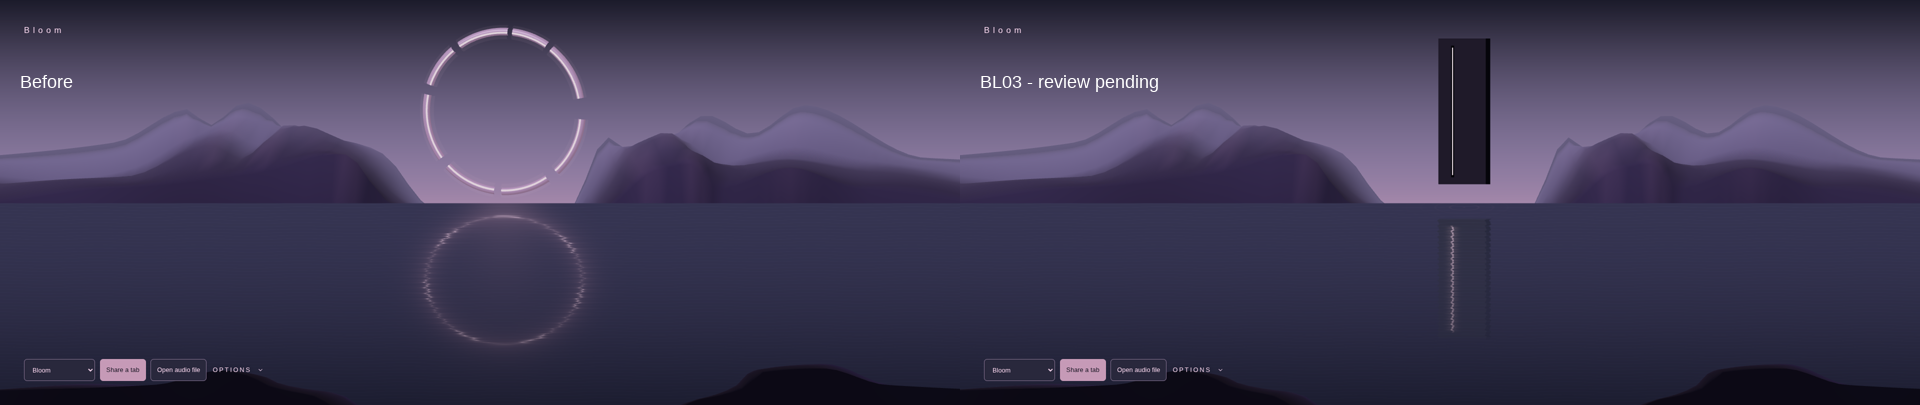 Bloom
Before
Bloom
Share a tab
Open audio file
OPTIONS
Bloom
BL03 - review pending
Bloom
Share a tab
Open audio file
OPTIONS